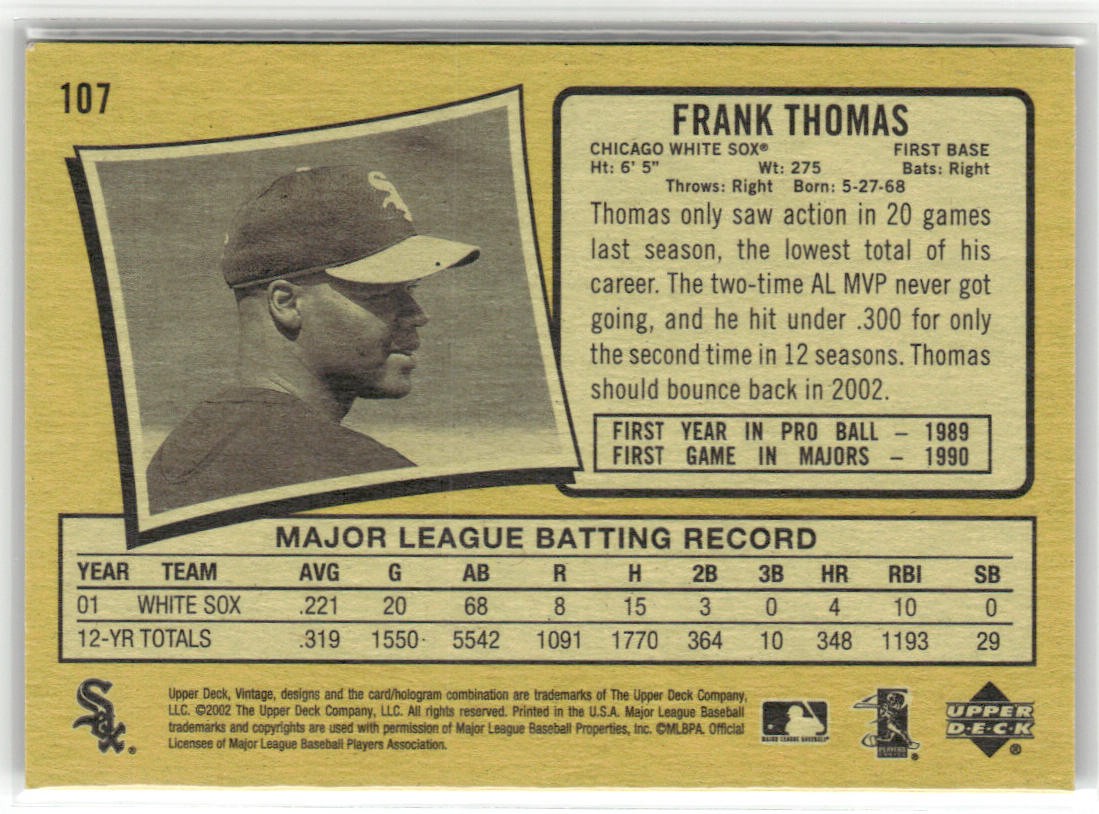 107
FRANK THOMAS
CHICAGO WHITE SOX® FIRST BASE
Ht: 6' 5" Wt: 275 Bats: Right
Throws: Right Born: 5-27-68
Thomas only saw action in 20 games
last season, the lowest total of his
career. The two-time AL MVP never got
going, and he hit under .300 for only
the second time in 12 seasons. Thomas
should bounce back in 2002.
FIRST YEAR IN PRO BALL – 1989
FIRST GAME IN MAJORS – 1990
MAJOR LEAGUE BATTING RECORD
YEAR TEAM AVG G AB R H 2B 3B HR RBI SB
01 WHITE SOX .221 20 68 8 15 3 0 4 10 0
12-YR TOTALS .319 1550 5542 1091 1770 364 10 348 1193 29
Sox®
Upper Deck, Vintage, designs and the card/hologram combination are trademarks of The Upper Deck Company,
LLC. ©2002 The Upper Deck Company, LLC. All rights reserved. Printed in the U.S.A. Major League Baseball
trademarks and copyrights are used with permission of Major League Baseball Properties, Inc. ©MLBPA. Official
Licensee of Major League Baseball Players Association.
MAJOR LEAGUE BASEBALL®
PLAYERS CHOICE®
UPPER
D·E·C·K®